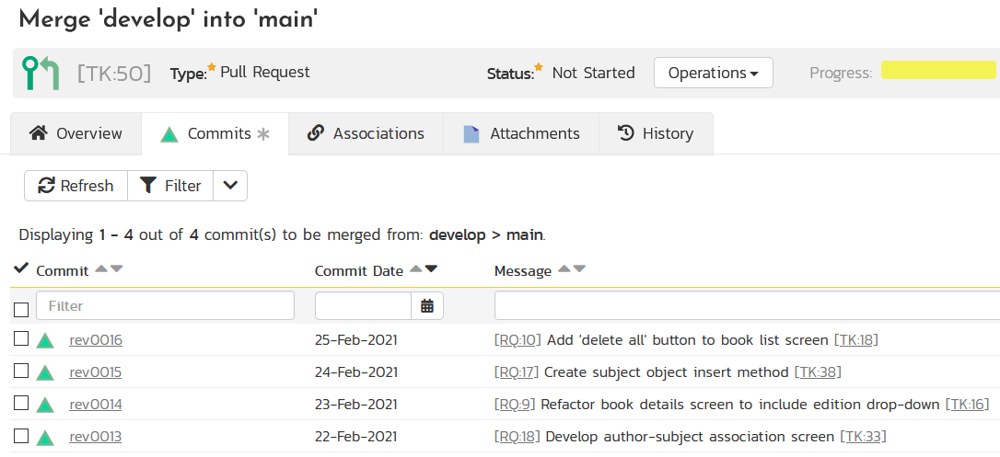 Merge 'develop' into 'main'
[TK:50] Type: Pull Request Status: Not Started Operations Progress:
Overview Commits Associations Attachments History
Refresh Filter
Displaying 1 - 4 out of 4 commit(s) to be merged from: develop > main.
Commit Commit Date Message
Filter
rev0016 25-Feb-2021 [RQ:10] Add 'delete all' button to book list screen [TK:18]
rev0015 24-Feb-2021 [RQ:17] Create subject object insert method [TK:38]
rev0014 23-Feb-2021 [RQ:9] Refactor book details screen to include edition drop-down [TK:16]
rev0013 22-Feb-2021 [RQ:18] Develop author-subject association screen [TK:33]